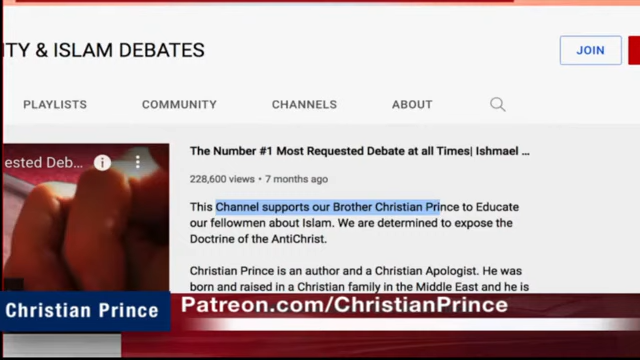 ITY & ISLAM DEBATES
JOIN
PLAYLISTS COMMUNITY CHANNELS ABOUT
ested Deb...
The Number #1 Most Requested Debate at all Times| Ishmael ...
228,600 views • 7 months ago
This Channel supports our Brother Christian Prince to Educate
our fellowmen about Islam. We are determined to expose the
Doctrine of the AntiChrist.
Christian Prince is an author and a Christian Apologist. He was
born and raised in a Christian family in the Middle East and he is
Christian Prince
Patreon.com/ChristianPrince